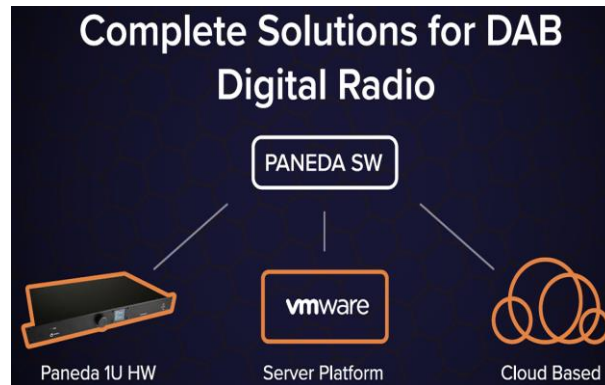 Complete Solutions for DAB
Digital Radio
PANEDA SW
vmware
Paneda 1U HW
Server Platform
Cloud Based